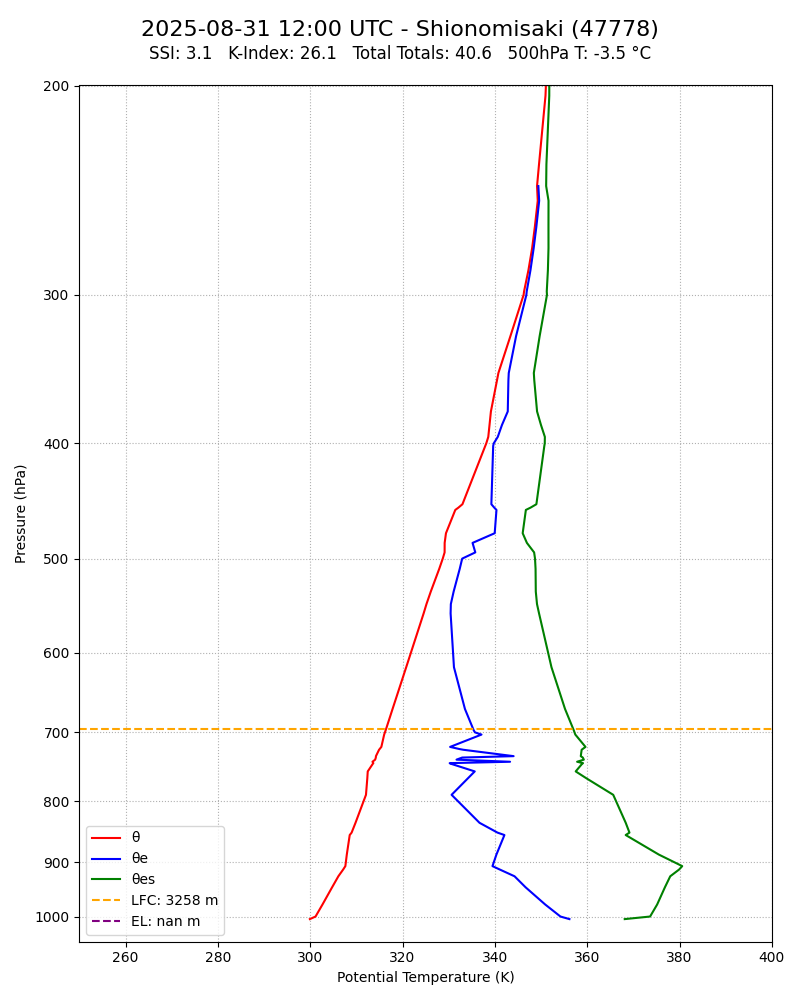 2025-08-31 12:00 UTC - Shionomisaki (47778)
SSI: 3.1 K-Index: 26.1 Total Totals: 40.6 500hPa T: -3.5 °C
200
300
400
500
600
700
800
900
1000
Pressure (hPa)
θ
θe
θes
LFC: 3258 m
EL: nan m
260 280 300 320 340 360 380 400
Potential Temperature (K)